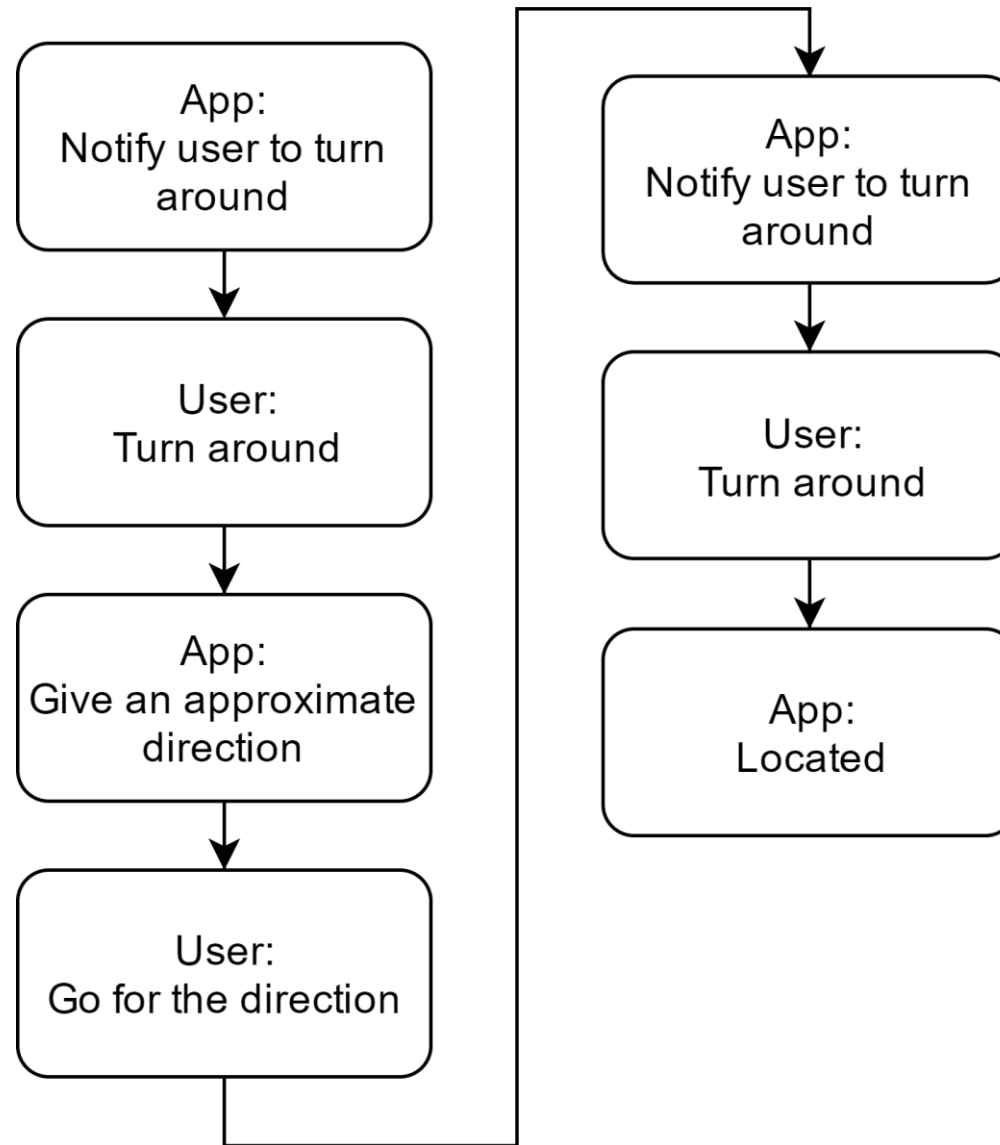 App:
Notify user to turn
around
User:
Turn around
App:
Give an approximate
direction
User:
Go for the direction
App:
Notify user to turn
around
User:
Turn around
App:
Located